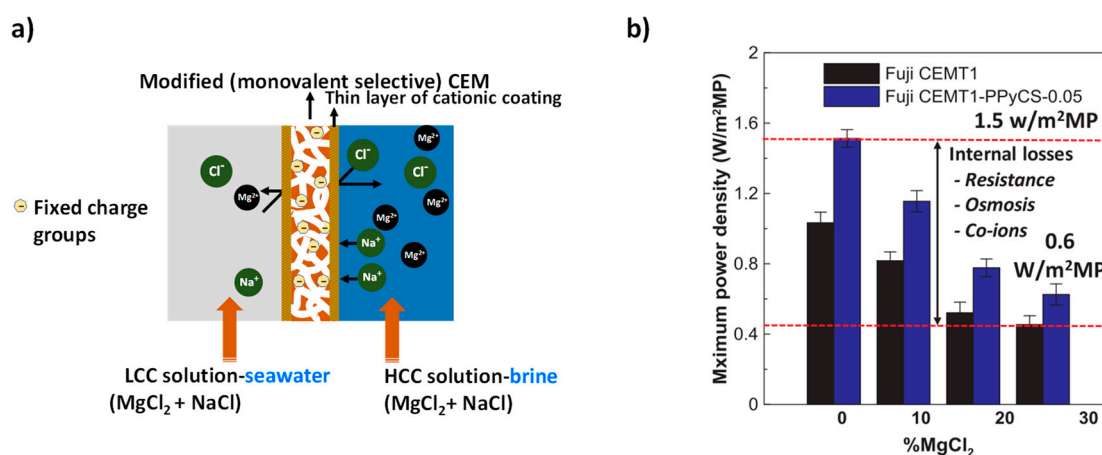 a)
Modified (monovalent selective) CEM
Thin layer of cationic coating
Mg²⁺
Cl⁻
Cl⁻
Cl⁻
Mg²⁺
Mg²⁺
Fixed charge
groups
Mg²⁺
Na⁺
Mg²⁺
Na⁺
Na⁺
LCC solution-seawater
(MgCl₂ + NaCl)
HCC solution-brine
(MgCl₂+ NaCl)
b)
Mximum power density (W/m²MP)
2
1.6
1.2
0.8
0.4
0
Fuji CEMT1
Fuji CEMT1-PPyCS-0.05
1.5 w/m²MP
Internal losses
- Resistance
- Osmosis
- Co-ions
0.6
W/m²MP
0
10
20
30
%MgCl₂